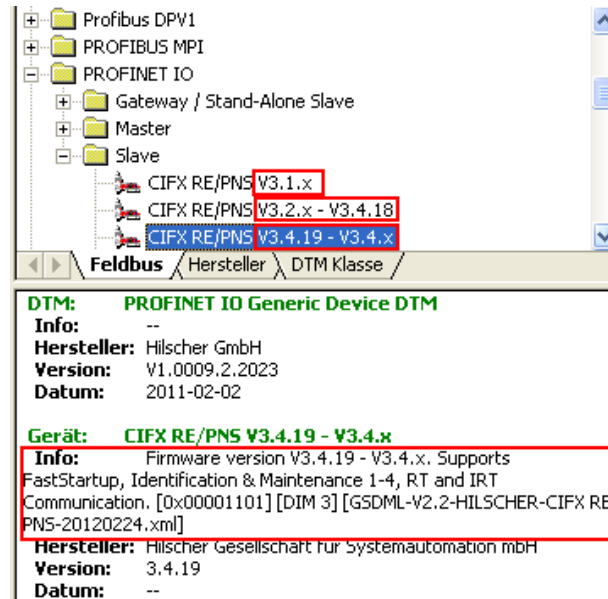 Profibus DPV1
PROFIBUS MPI
PROFINET IO
Gateway / Stand-Alone Slave
Master
Slave
CIFX RE/PNS V3.1.x
CIFX RE/PNS V3.2.x - V3.4.18
CIFX RE/PNS V3.4.19 - V3.4.x
Feldbus Hersteller DTM Klasse
DTM: PROFINET IO Generic Device DTM
Info: --
Hersteller: Hilscher GmbH
Version: V1.0009.2.2023
Datum: 2011-02-02
Gerät: CIFX RE/PNS V3.4.19 - V3.4.x
Info: Firmware version V3.4.19 - V3.4.x. Supports
FastStartup, Identification & Maintenance 1-4, RT and IRT
Communication. [0x00001101] [DIM 3] [GSDML-V2.2-HILSCHER-CIFX RE
PNS-20120224.xml]
Hersteller: Hilscher Gesellschaft für Systemautomation mbH
Version: 3.4.19
Datum: --